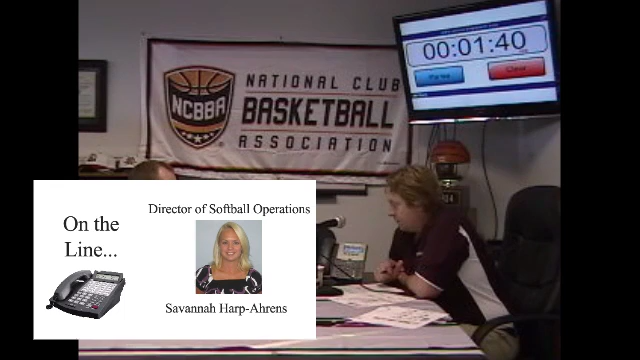 00:01:40
Pause
Clear
NCBBA
NATIONAL CLUB
BASKETBALL
ASSOCIATION
On the
Line...
Director of Softball Operations
Savannah Harp-Ahrens